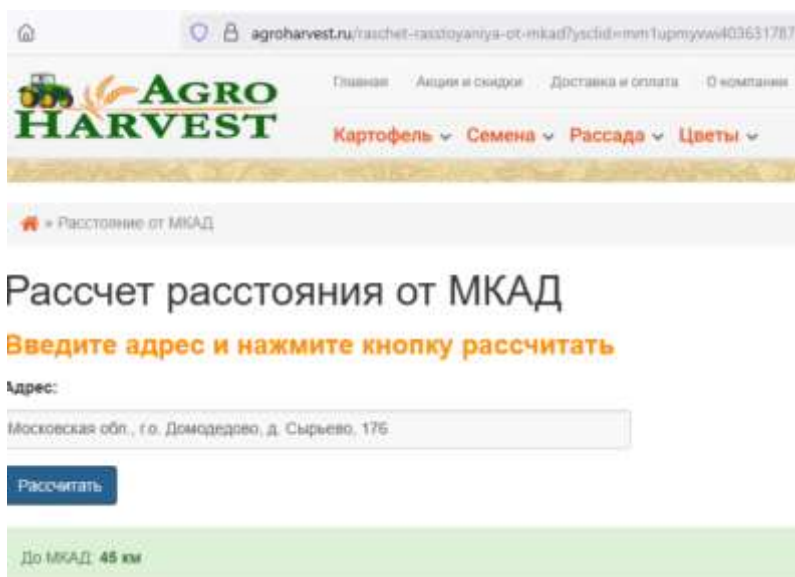 agroharvest.ru/raschet-rasstoyaniya-ot-mkad?ysclid=mm1upmyvwi403631787
AGRO
HARVEST
Главная Акции и скидки Доставка и оплата О компании
Картофель Семена Рассада Цветы
» Расстояние от МКАД
Рассчет расстояния от МКАД
Введите адрес и нажмите кнопку рассчитать
Адрес:
Московская обл., г.о. Домодедово, д. Сырьево, 176
Рассчитать
До МКАД: 45 км